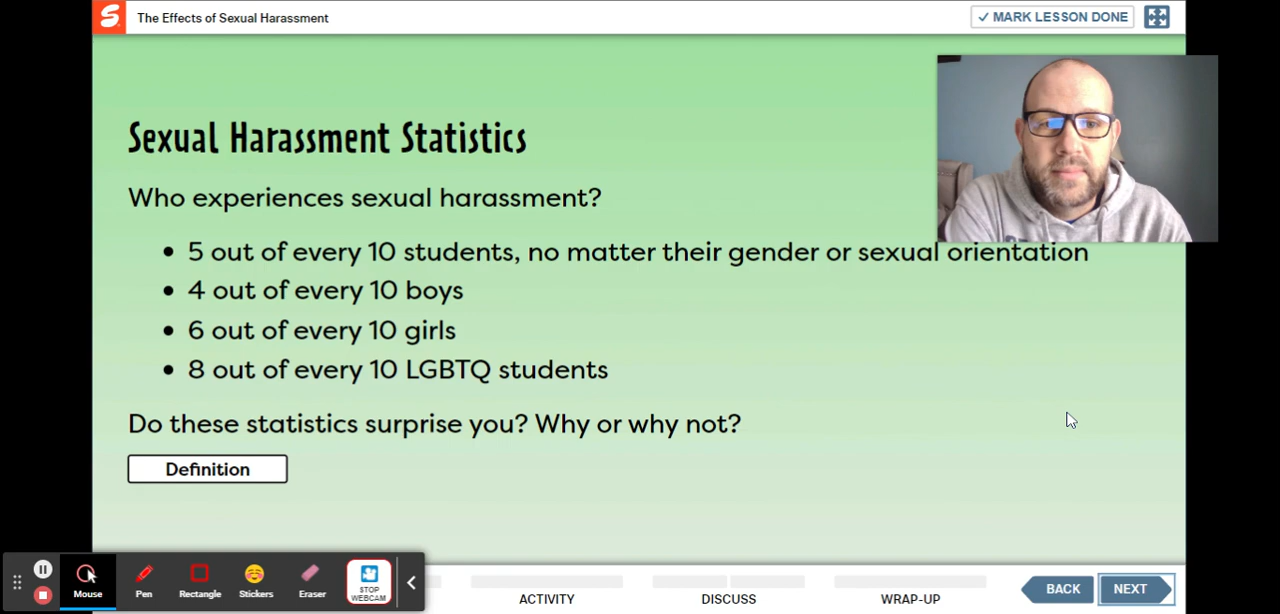 S The Effects of Sexual Harassment ✓ MARK LESSON DONE
Sexual Harassment Statistics
Who experiences sexual harassment?
• 5 out of every 10 students, no matter their gender or sexual orientation
• 4 out of every 10 boys
• 6 out of every 10 girls
• 8 out of every 10 LGBTQ students
Do these statistics surprise you? Why or why not?
Definition
Mouse Pen Rectangle Stickers Eraser STOP WEBCAM
ACTIVITY DISCUSS WRAP-UP BACK NEXT